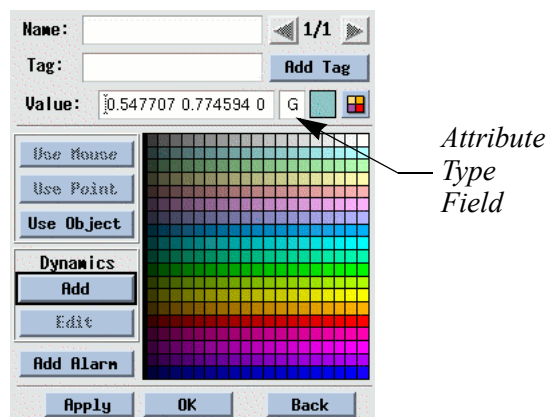 Name:
1/1
Tag:
Add Tag
Value:
0.547707 0.774594 0
G
Attribute
Type
Field
Use Mouse
Use Point
Use Object
Dynamics
Add
Edit
Add Alarm
Apply
OK
Back